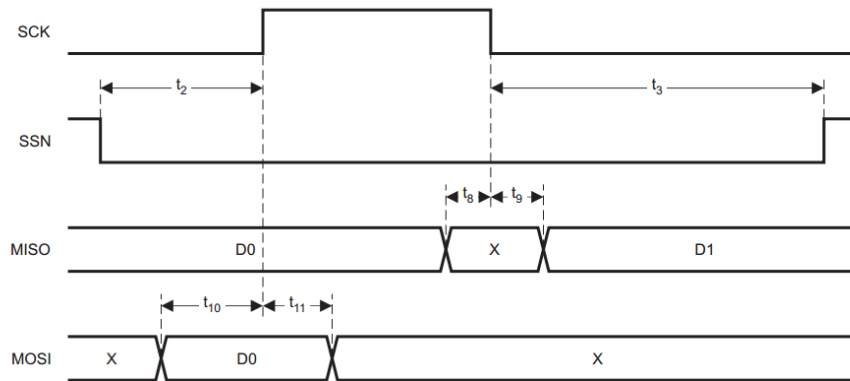 SCK
t2
t3
SSN
t8 t9
MISO D0 X D1
t10 t11
MOSI X D0 X